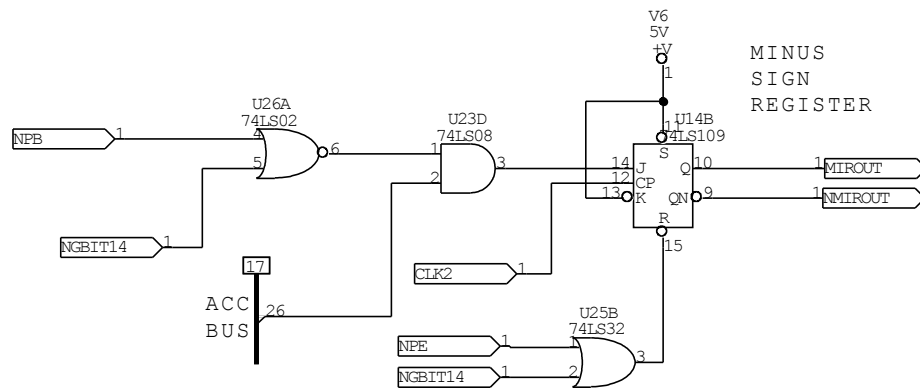 V6
5V
+V
1
MINUS
SIGN
REGISTER
U26A
74LS02
U23D
74LS08
11
U14B
74LS109
NPB
1
4
5
6
1
2
3
S
14
J
Q
10
1
MIROUT
12
CP
13
K
QN
9
1
NMIROUT
R
15
NGBIT14
1
CLK2
1
17
ACC
BUS
26
U25B
74LS32
NPE
1
1
3
NGBIT14
1
2